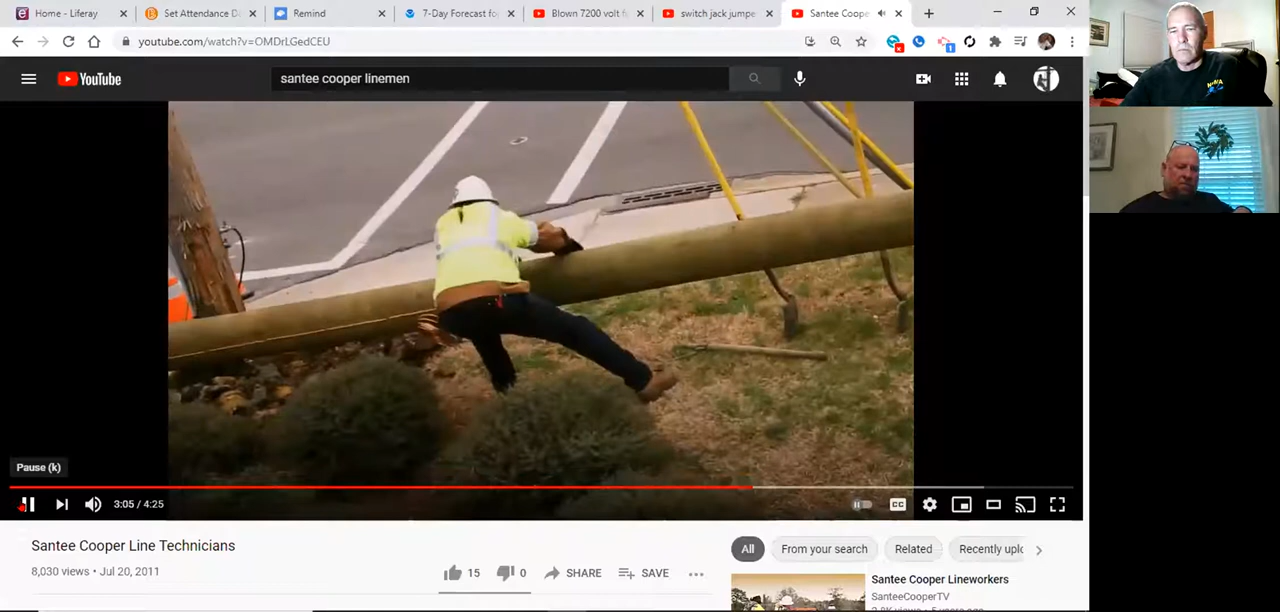 Home - Liferay
Set Attendance D
Remind
7-Day Forecast fo
Blown 7200 volt f
switch jack jumpe
Santee Coope
youtube.com/watch?v=OMDrLGedCEU
YouTube
santee cooper linemen
Pause (k)
3:05 / 4:25
CC
Santee Cooper Line Technicians
8,030 views • Jul 20, 2011
15
0
SHARE
SAVE
All
From your search
Related
Recently uplo
Santee Cooper Lineworkers
SanteeCooperTV